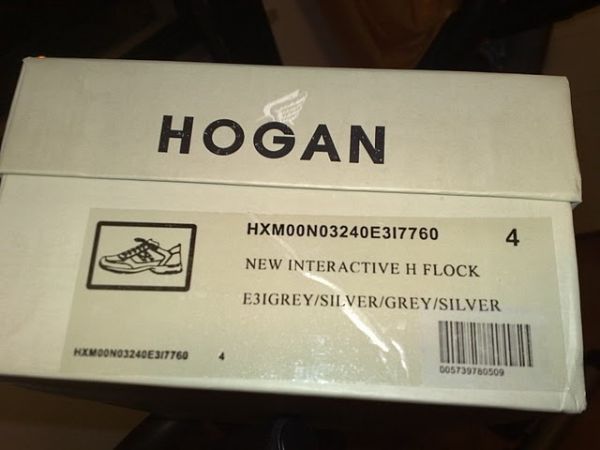 HOGAN
HXM00N03240E3I7760 4
NEW INTERACTIVE H FLOCK
E3IGREY/SILVER/GREY/SILVER
HXM00N03240E3I7760 4
005739780509